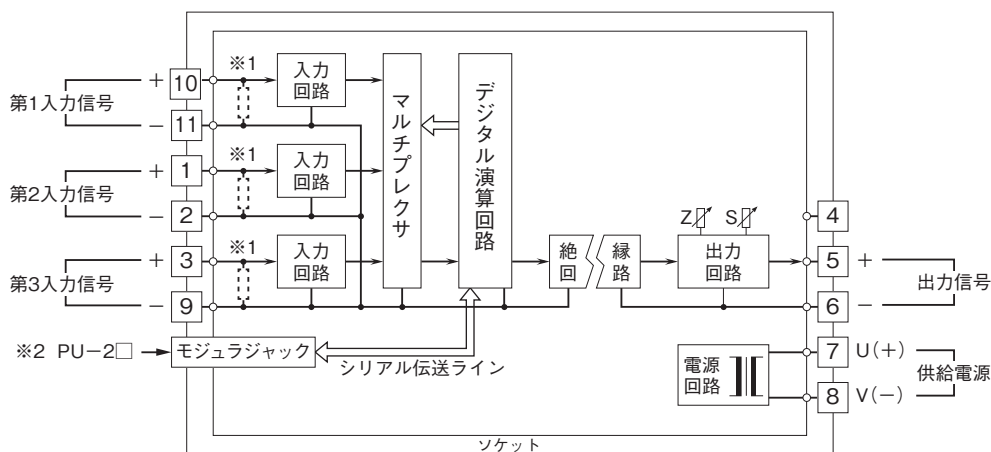 第1入力信号
+
10
−
11
※1
入力
回路
第2入力信号
+
1
−
2
※1
入力
回路
第3入力信号
+
3
−
9
※1
入力
回路
マルチプレクサ
デジタル演算回路
絶縁
回路
Z
S
出力
回路
4
5
+
6
−
出力信号
※2 PU−2□
モジュラジャック
シリアル伝送ライン
電源
回路
7
U(+)
8
V(−)
供給電源
ソケット